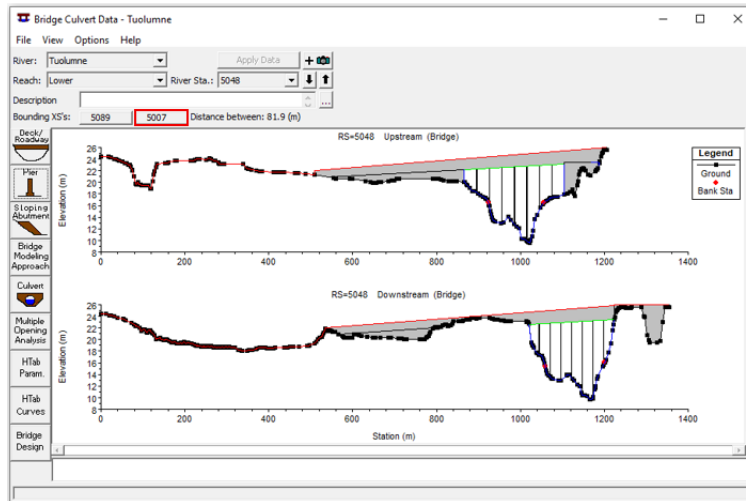 Bridge Culvert Data - Tuolumne
File View Options Help
River: Tuolumne Apply Data
Reach: Lower River Sta.: 5048
Description ...
Bounding XS's: 5089 5007 Distance between: 81.9 (m)
Deck/
Roadway
Pier
Sloping
Abutment
Bridge
Modeling
Approach
Culvert
Multiple
Opening
Analysis
HTab
Param.
HTab
Curves
Bridge
Design
RS=5048 Upstream (Bridge)
Elevation (m)
26
24
22
20
18
16
14
12
10
8
0 200 400 600 800 1000 1200 1400
Legend
Ground
Bank Sta
RS=5048 Downstream (Bridge)
Elevation (m)
26
24
22
20
18
16
14
12
10
8
0 200 400 600 800 1000 1200 1400
Station (m)